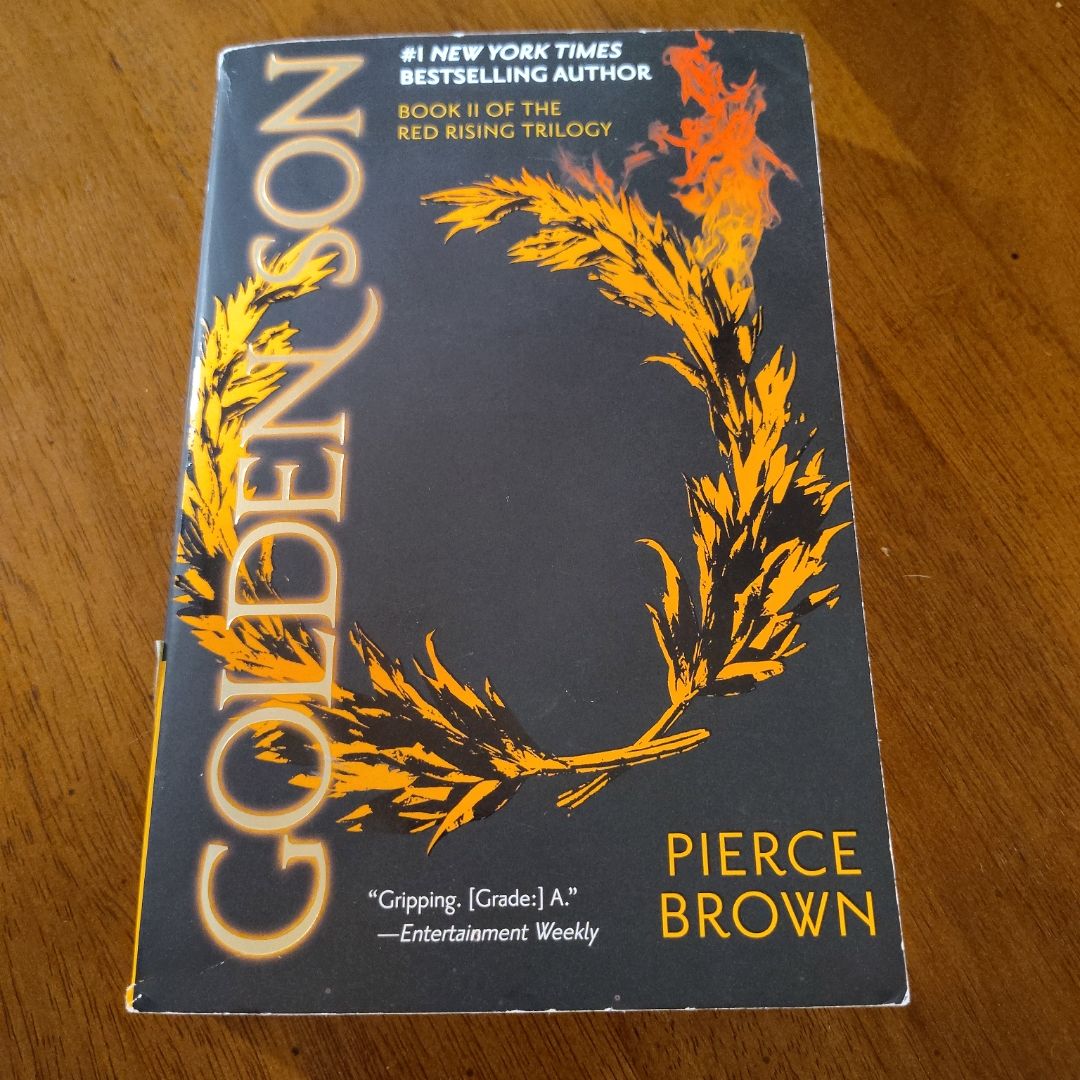 GOLDEN SON
#1 NEW YORK TIMES
BESTSELLING AUTHOR
BOOK II OF THE
RED RISING TRILOGY
"Gripping. [Grade:] A."
—Entertainment Weekly
PIERCE
BROWN